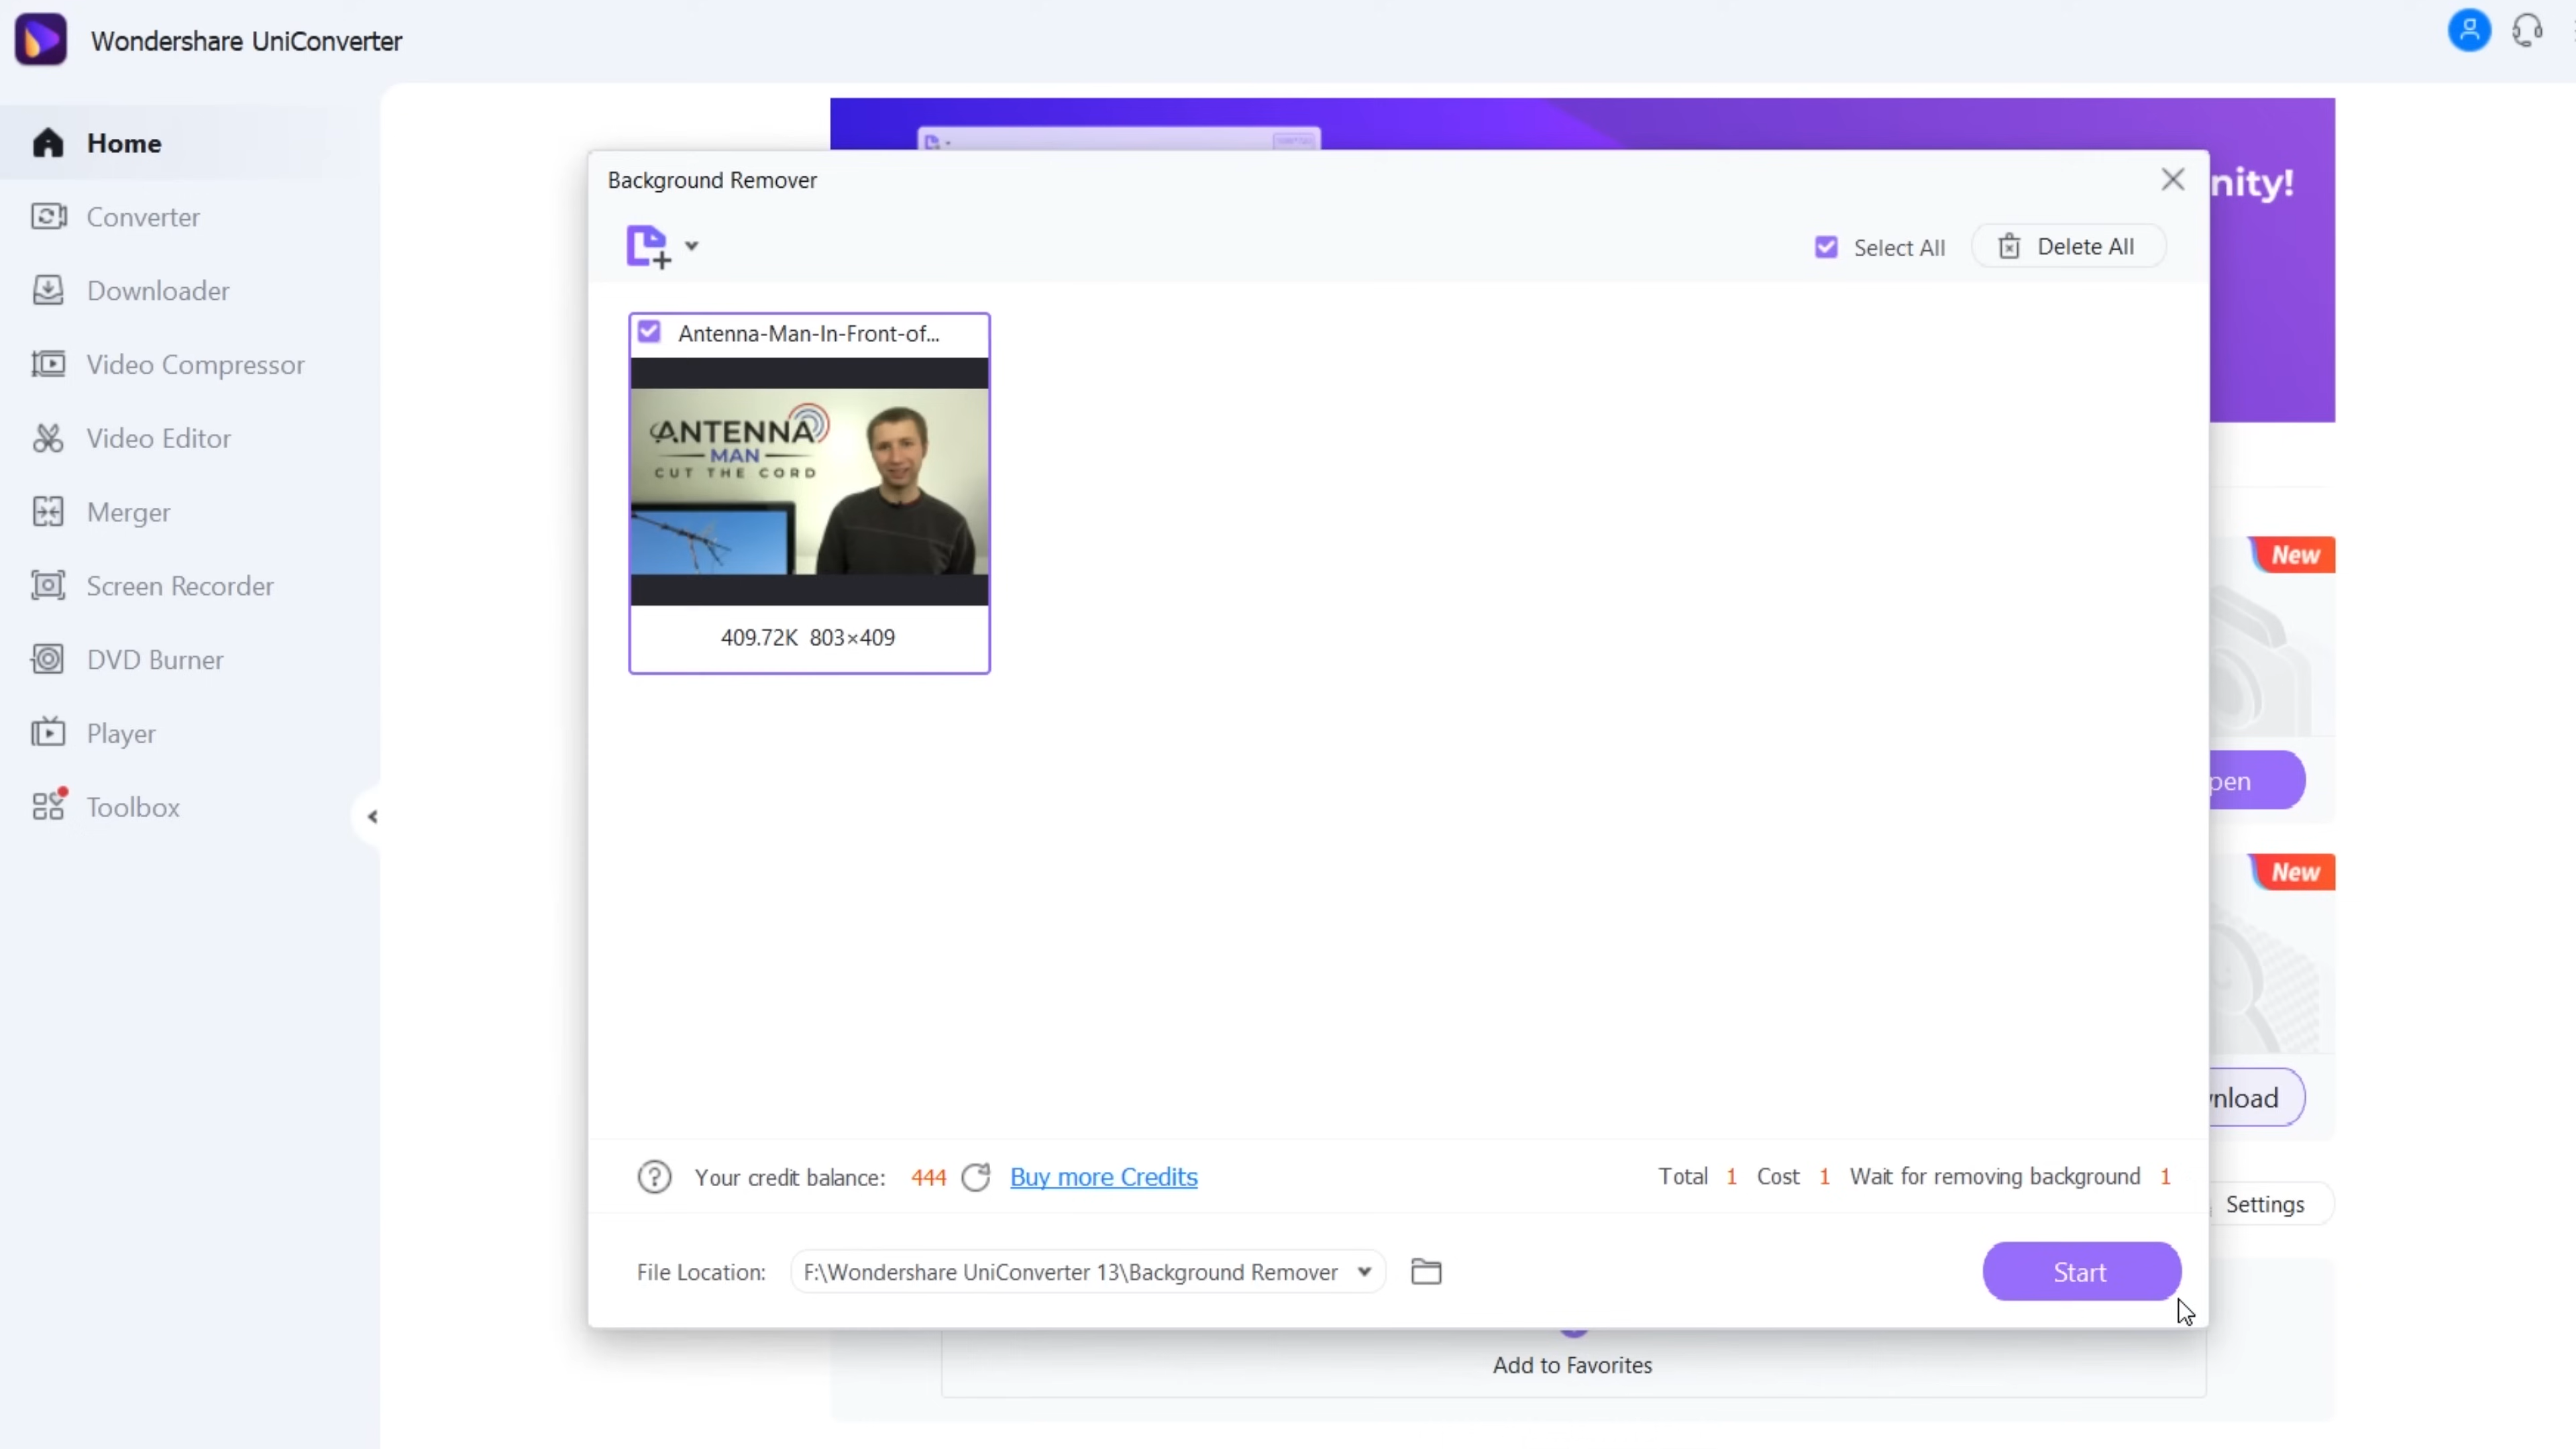 Wondershare UniConverter
Home
Converter
Downloader
Video Compressor
Video Editor
Merger
Screen Recorder
DVD Burner
Player
Toolbox
nity!
Background Remover
Select All
Delete All
Antenna-Man-In-Front-of...
ANTENNA
MAN
CUT THE CORD
409.72K 803×409
New
pen
New
nload
Your credit balance: 444 Buy more Credits
Total 1 Cost 1 Wait for removing background 1
Settings
File Location: F:\Wondershare UniConverter 13\Background Remover
Start
Add to Favorites